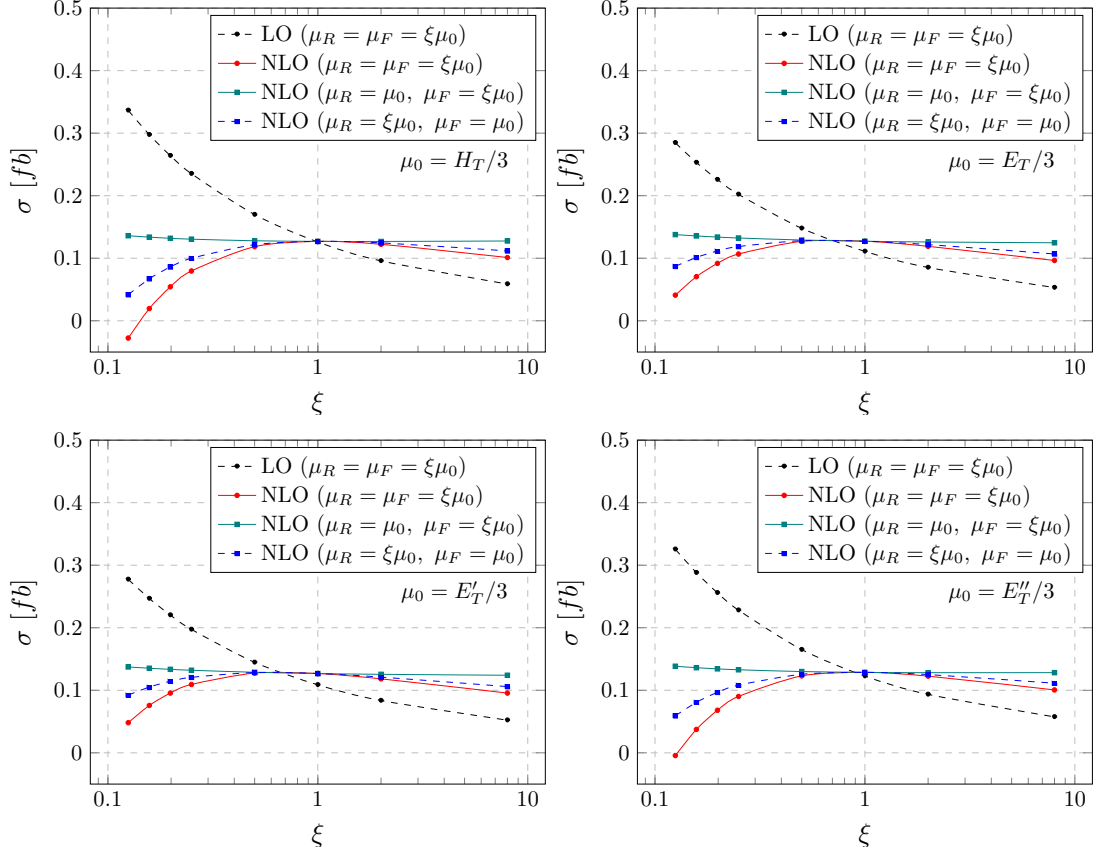 0.5
0.4
0.3
0.2
0.1
0
σ [fb]
LO (μ_R = μ_F = ξμ_0)
NLO (μ_R = μ_F = ξμ_0)
NLO (μ_R = μ_0, μ_F = ξμ_0)
NLO (μ_R = ξμ_0, μ_F = μ_0)
μ_0 = H_T/3
0.1
1
10
ξ
0.5
0.4
0.3
0.2
0.1
0
σ [fb]
LO (μ_R = μ_F = ξμ_0)
NLO (μ_R = μ_F = ξμ_0)
NLO (μ_R = μ_0, μ_F = ξμ_0)
NLO (μ_R = ξμ_0, μ_F = μ_0)
μ_0 = E_T/3
0.1
1
10
ξ
0.5
0.4
0.3
0.2
0.1
0
σ [fb]
LO (μ_R = μ_F = ξμ_0)
NLO (μ_R = μ_F = ξμ_0)
NLO (μ_R = μ_0, μ_F = ξμ_0)
NLO (μ_R = ξμ_0, μ_F = μ_0)
μ_0 = E'_T/3
0.1
1
10
ξ
0.5
0.4
0.3
0.2
0.1
0
σ [fb]
LO (μ_R = μ_F = ξμ_0)
NLO (μ_R = μ_F = ξμ_0)
NLO (μ_R = μ_0, μ_F = ξμ_0)
NLO (μ_R = ξμ_0, μ_F = μ_0)
μ_0 = E''_T/3
0.1
1
10
ξ